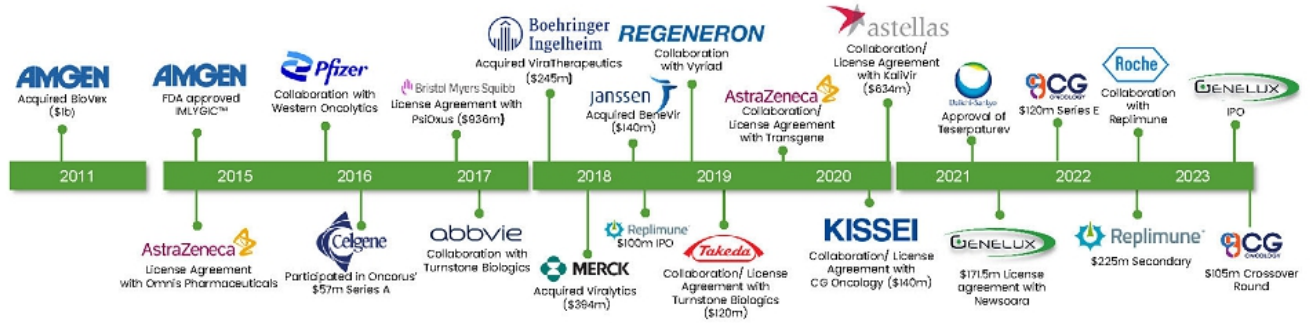 AMGEN
Acquired BioVex
($1b)
AMGEN
FDA approved
IMLYGIC™
Pfizer
Collaboration with
Western Oncolytics
Bristol Myers Squibb
License Agreement with
PsiOxus ($936m)
Boehringer
Ingelheim
Acquired ViraTherapeutics
($245m)
Janssen
Acquired BeneVir
($140m)
REGENERON
Collaboration
with Vyriad
AstraZeneca
Collaboration/
License Agreement
with Transgene
astellas
Collaboration/
License Agreement
with KaliVir
($634m)
Daiichi-Sankyo
Approval of
Teserpaturev
CG
ONCOLOGY
$120m Series E
Roche
Collaboration
with
Replimune
GENELUX
IPO
2011
2015
2016
2017
2018
2019
2020
2021
2022
2023
AstraZeneca
License Agreement
with Omnis Pharmaceuticals
Celgene
Participated in Oncorus'
$57m Series A
abbvie
Collaboration with
Turnstone Biologics
MERCK
Acquired Viralytics
($394m)
Replimune
$100m IPO
Takeda
Collaboration/ License
Agreement with
Turnstone Biologics
($120m)
KISSEI
Collaboration/ License
Agreement with
CG Oncology ($140m)
GENELUX
$171.5m License
agreement with
Newsoara
Replimune
$225m Secondary
CG
ONCOLOGY
$105m Crossover
Round